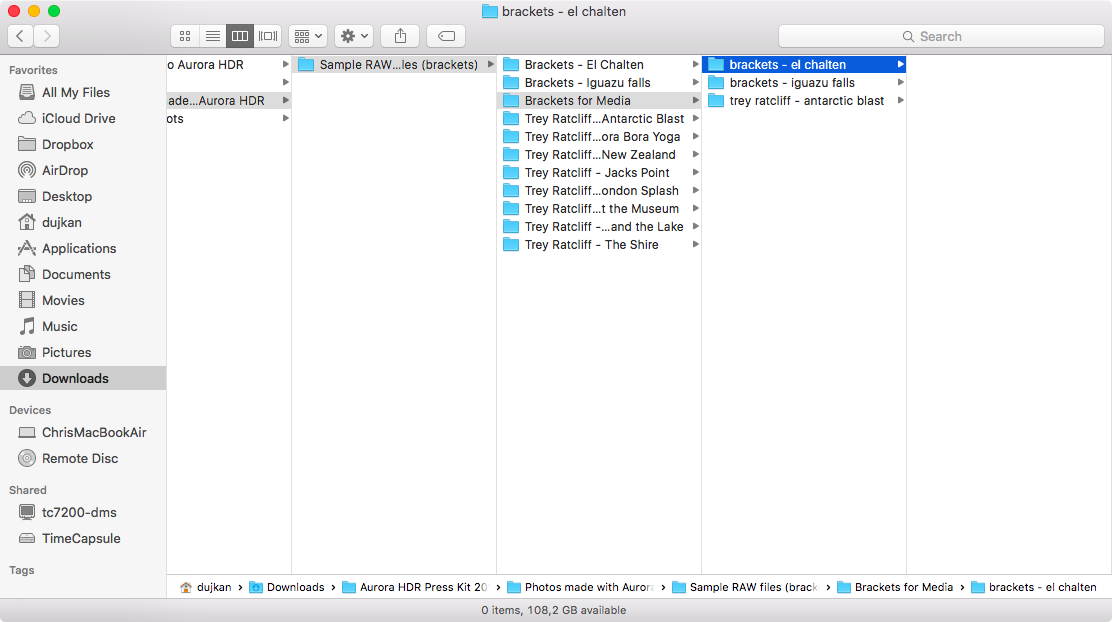 brackets - el chalten
Search
Favorites
All My Files
iCloud Drive
Dropbox
AirDrop
Desktop
dujkan
Applications
Documents
Movies
Music
Pictures
Downloads
Devices
ChrisMacBookAir
Remote Disc
Shared
tc7200-dms
TimeCapsule
Tags
o Aurora HDR
ade...Aurora HDR
ots
Sample RAW...les (brackets)
Brackets - El Chalten
Brackets - Iguazu falls
Brackets for Media
Trey Ratcliff...Antarctic Blast
Trey Ratcliff...ora Bora Yoga
Trey Ratcliff...New Zealand
Trey Ratcliff - Jacks Point
Trey Ratcliff...ondon Splash
Trey Ratcliff...t the Museum
Trey Ratcliff -...and the Lake
Trey Ratcliff - The Shire
brackets - el chalten
brackets - iguazu falls
trey ratcliff - antarctic blast
dujkan › Downloads › Aurora HDR Press Kit 20 › Photos made with Aurora › Sample RAW files (brack › Brackets for Media › brackets - el chalten
0 items, 108,2 GB available